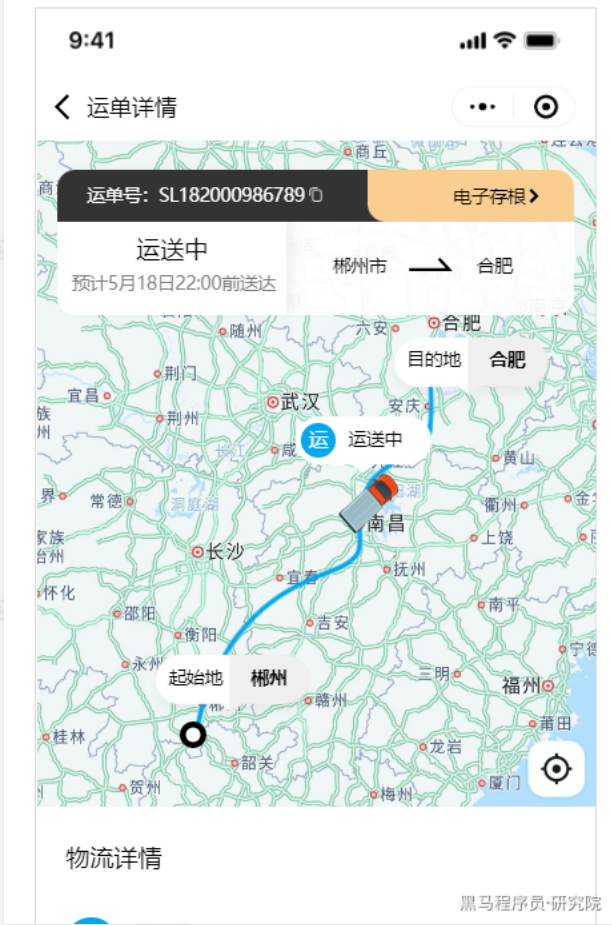 9:41
运单详情
商丘
运单号：SL182000986789
电子存根
运送中
预计5月18日22:00前送达
郴州市
合肥
随州
六安
合肥
目的地
合肥
荆门
宜昌
武汉
安庆
荆州
运
运送中
黄山
常德
洞庭湖
衢州
南昌
上饶
长沙
宜春
抚州
怀化
邵阳
南平
吉安
衡阳
永州
起始地
郴州
三明
福州
赣州
莆田
桂林
龙岩
韶关
贺州
厦门
梅州
物流详情
黑马程序员·研究院